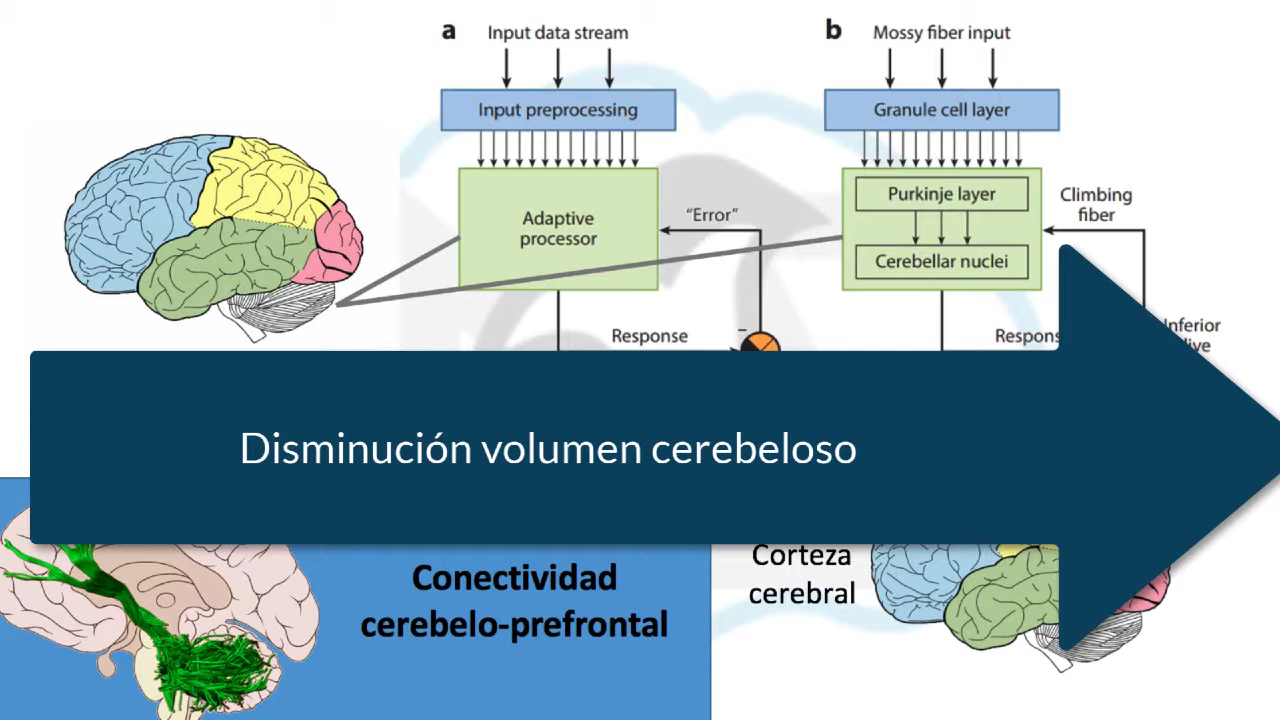 a
Input data stream
Input preprocessing
Adaptive
processor
“Error”
–
Response
b
Mossy fiber input
Granule cell layer
Purkinje layer
Cerebellar nuclei
Climbing
fiber
Inferior
Disminución volumen cerebeloso
Conectividad
cerebelo-prefrontal
Corteza
cerebral